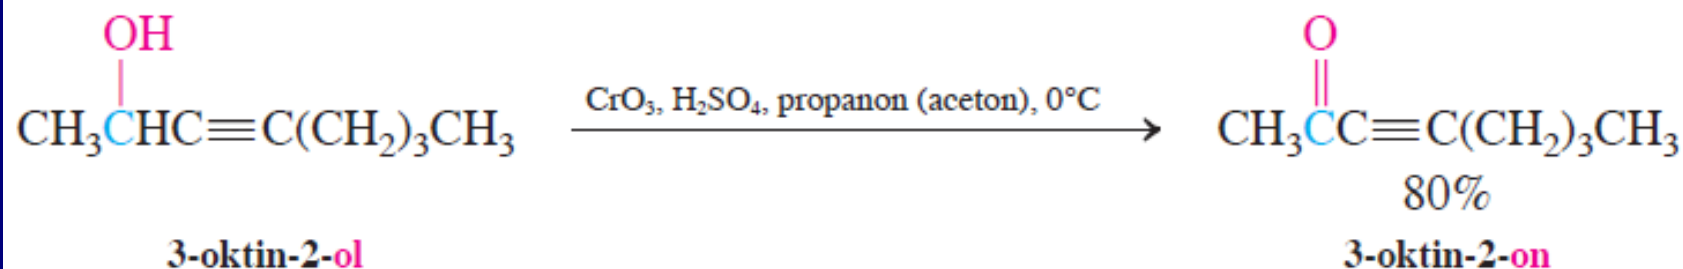 OH
O
CH₃CHC≡C(CH₂)₃CH₃
CrO₃, H₂SO₄, propanon (aceton), 0°C
CH₃CC≡C(CH₂)₃CH₃
80%
3-oktin-2-ol
3-oktin-2-on